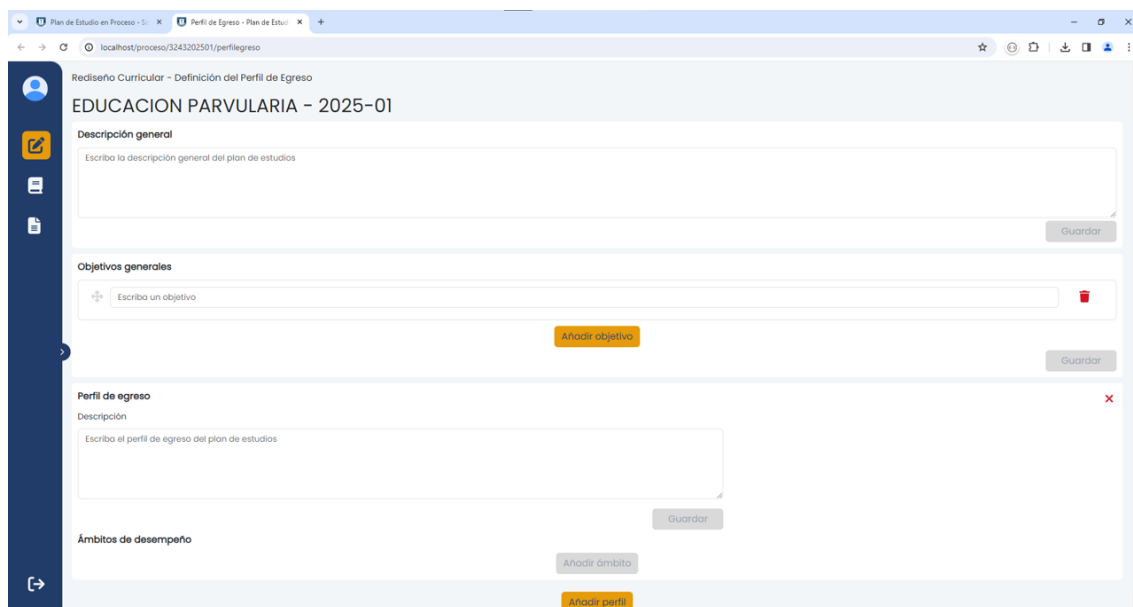 Plan de Estudio en Proceso - Si
Perfil de Egreso - Plan de Estud
localhost/proceso/3243202501/perfilegreso
Rediseño Curricular - Definición del Perfil de Egreso
EDUCACION PARVULARIA - 2025-01
Descripción general
Escriba la descripción general del plan de estudios
Guardar
Objetivos generales
Escriba un objetivo
Añadir objetivo
Guardar
Perfil de egreso
Descripción
Escriba el perfil de egreso del plan de estudios
Guardar
Ámbitos de desempeño
Añadir ámbito
Añadir perfil